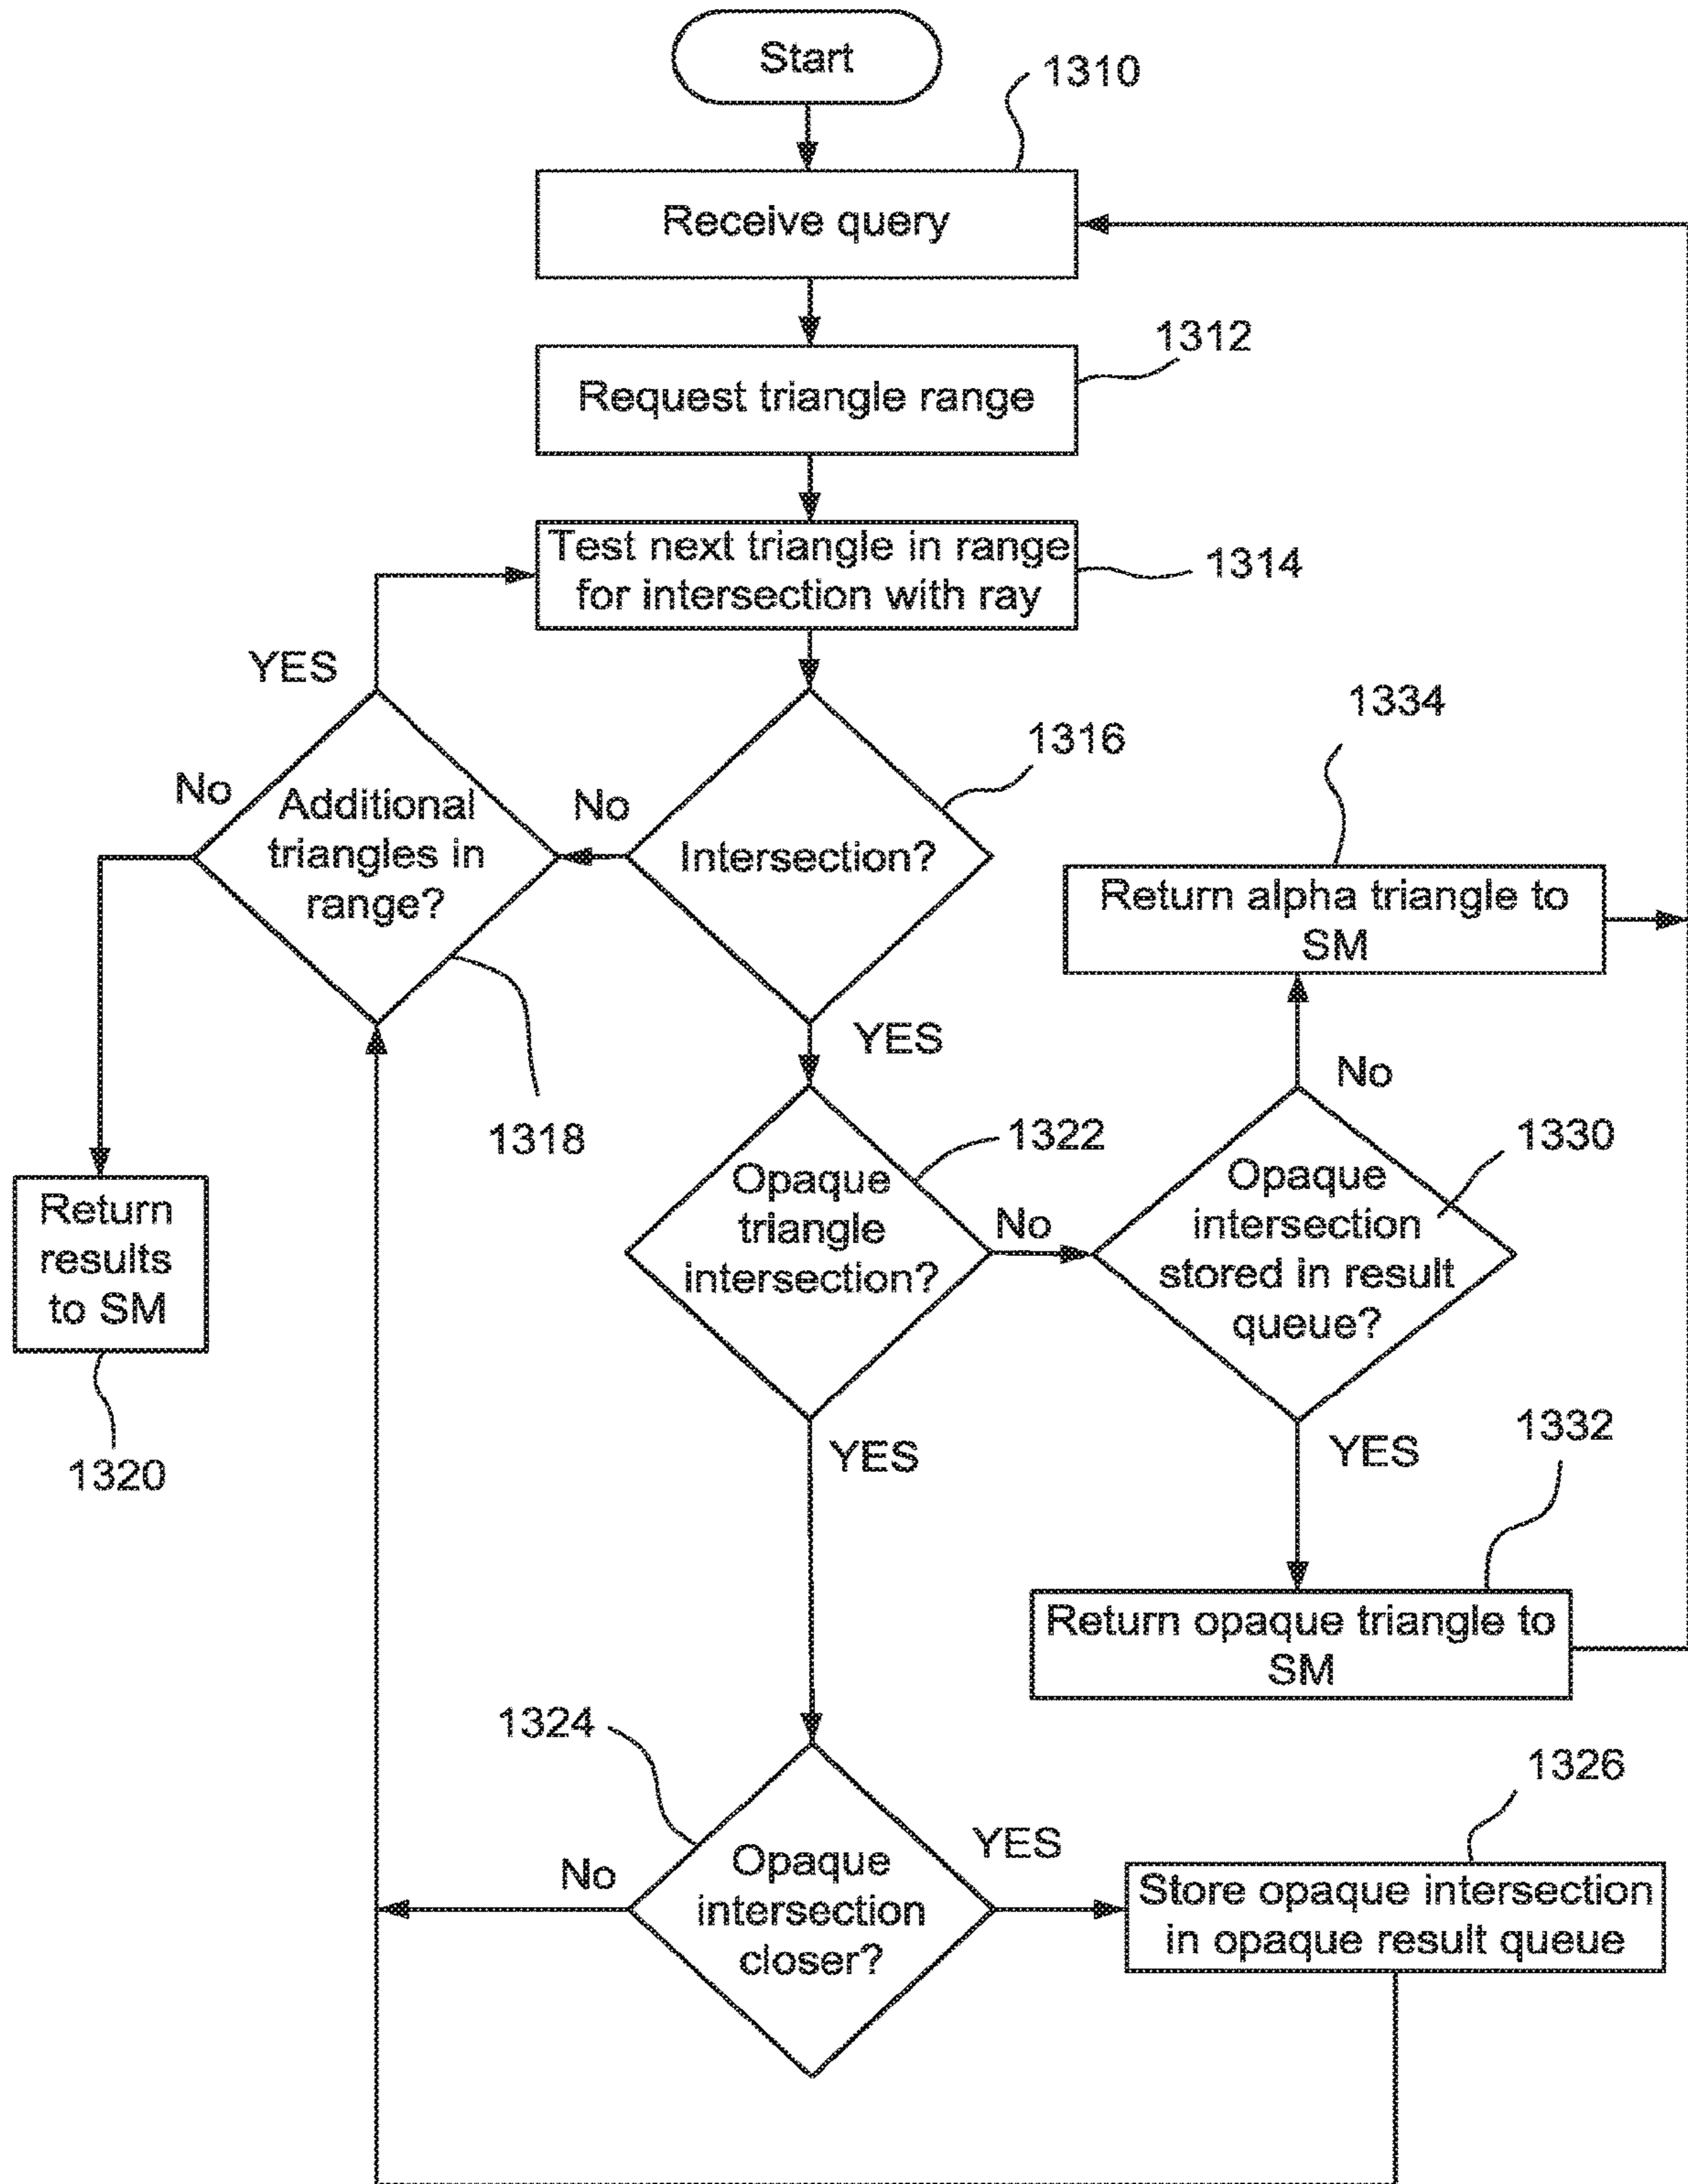 Start
1310
Receive query
1312
Request triangle range
Test next triangle in range
for intersection with ray
1314
YES
1334
1316
No
Additional
triangles in
range?
No
Intersection?
Return alpha triangle to
SM
YES
No
1318
1322
1330
Return
results
to SM
Opaque
triangle
intersection?
No
Opaque
intersection
stored in result
queue?
1320
YES
YES
1332
Return opaque triangle to
SM
1324
1326
YES
No
Opaque
intersection
closer?
Store opaque intersection
in opaque result queue